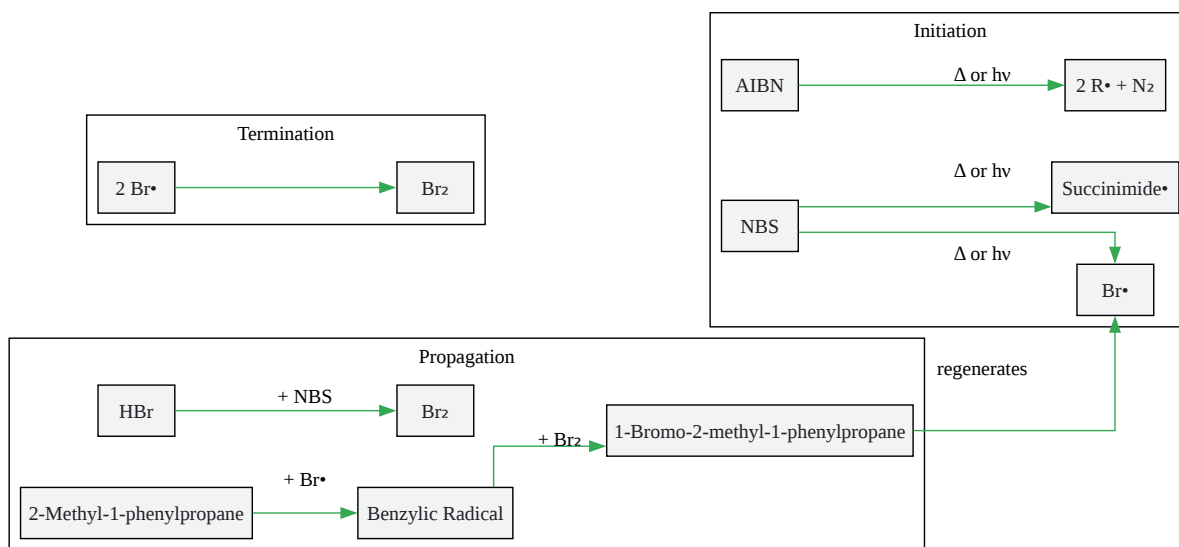 Initiation
AIBN
Δ or hν
2 R• + N₂
Termination
2 Br•
Br₂
Δ or hν
Succinimide•
NBS
Δ or hν
Br•
Propagation
regenerates
HBr
+ NBS
Br₂
1-Bromo-2-methyl-1-phenylpropane
+ Br₂
+ Br•
2-Methyl-1-phenylpropane
Benzylic Radical